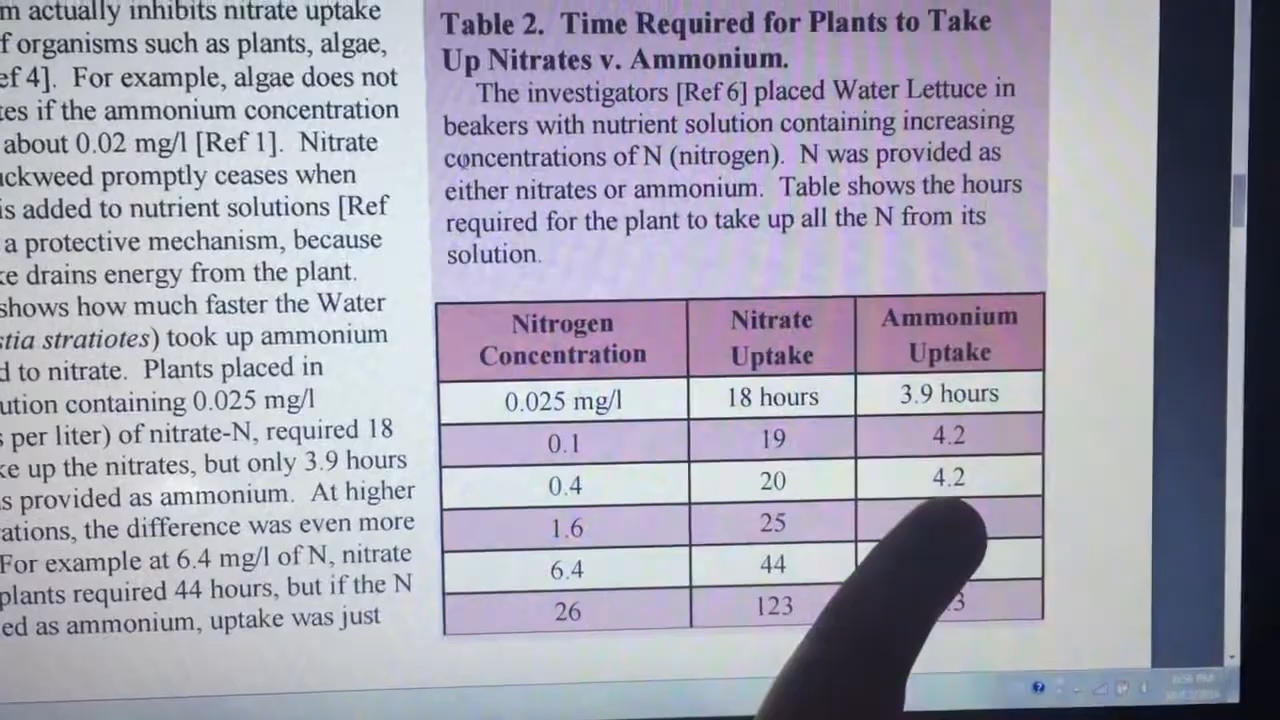 m actually inhibits nitrate uptake
f organisms such as plants, algae,
ef 4]. For example, algae does not
tes if the ammonium concentration
about 0.02 mg/l [Ref 1]. Nitrate
uckweed promptly ceases when
is added to nutrient solutions [Ref
a protective mechanism, because
ke drains energy from the plant.
shows how much faster the Water
stia stratiotes) took up ammonium
d to nitrate. Plants placed in
ution containing 0.025 mg/l
s per liter) of nitrate-N, required 18
ke up the nitrates, but only 3.9 hours
as provided as ammonium. At higher
rations, the difference was even more
For example at 6.4 mg/l of N, nitrate
plants required 44 hours, but if the N
ed as ammonium, uptake was just
Table 2. Time Required for Plants to Take
Up Nitrates v. Ammonium.
The investigators [Ref 6] placed Water Lettuce in
beakers with nutrient solution containing increasing
concentrations of N (nitrogen). N was provided as
either nitrates or ammonium. Table shows the hours
required for the plant to take up all the N from its
solution.
Nitrogen Concentration Nitrate Uptake Ammonium Uptake
0.025 mg/l 18 hours 3.9 hours
0.1 19 4.2
0.4 20 4.2
1.6 25
6.4 44
26 123 3